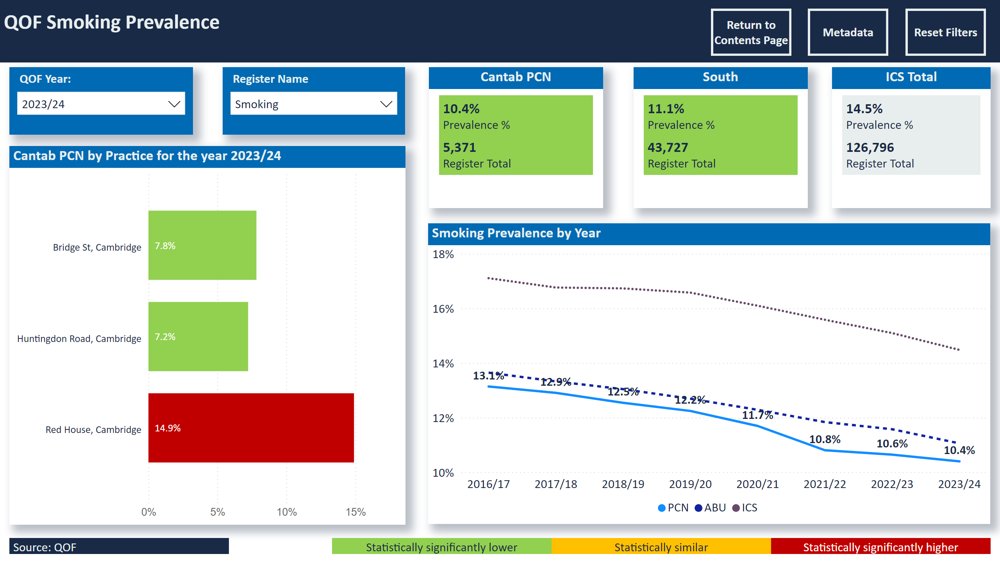 QOF Smoking Prevalence
Return to
Contents Page
Metadata
Reset Filters
QOF Year:
2023/24
Register Name
Smoking
Cantab PCN
10.4%
Prevalence %
5,371
Register Total
South
11.1%
Prevalence %
43,727
Register Total
ICS Total
14.5%
Prevalence %
126,796
Register Total
Cantab PCN by Practice for the year 2023/24
Bridge St, Cambridge
7.8%
Huntingdon Road, Cambridge
7.2%
Red House, Cambridge
14.9%
0% 5% 10% 15%
Smoking Prevalence by Year
18%
16%
14%
12%
10%
13.1% 12.9% 12.5% 12.2% 11.7% 10.8% 10.6% 10.4%
2016/17 2017/18 2018/19 2019/20 2020/21 2021/22 2022/23 2023/24
PCN ABU ICS
Source: QOF
Statistically significantly lower
Statistically similar
Statistically significantly higher